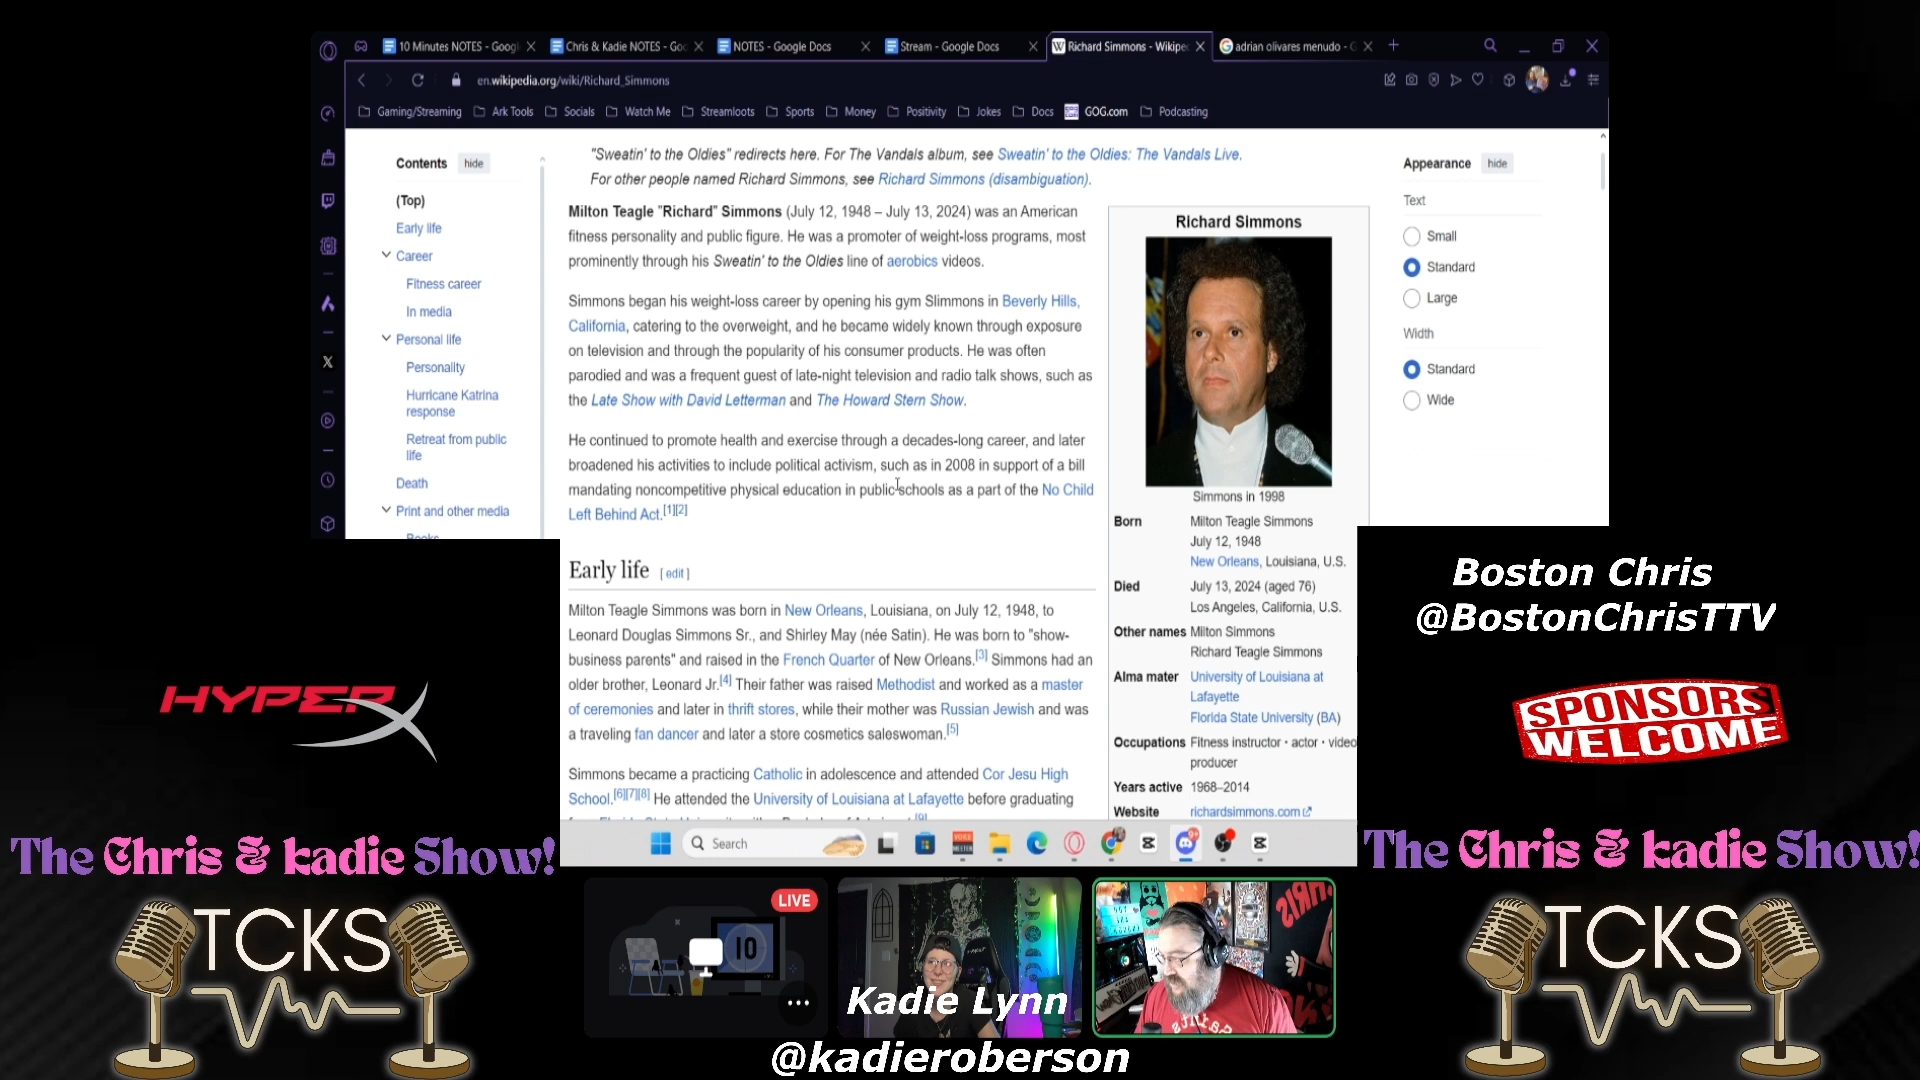 10 Minutes NOTES - Googl
Chris & Kadie NOTES - Goo
NOTES - Google Docs
Stream - Google Docs
Richard Simmons - Wikipe
adrian olivares menudo - G
en.wikipedia.org/wiki/Richard_Simmons
Gaming/Streaming
Ark Tools
Socials
Watch Me
Streamloots
Sports
Money
Positivity
Jokes
Docs
GOG.com
Podcasting
Contents hide
(Top)
Early life
Career
Fitness career
In media
Personal life
Personality
Hurricane Katrina
response
Retreat from public
life
Death
Print and other media
Books
"Sweatin' to the Oldies" redirects here. For The Vandals album, see Sweatin' to the Oldies: The Vandals Live.
For other people named Richard Simmons, see Richard Simmons (disambiguation).
Milton Teagle "Richard" Simmons (July 12, 1948 – July 13, 2024) was an American
fitness personality and public figure. He was a promoter of weight-loss programs, most
prominently through his Sweatin' to the Oldies line of aerobics videos.
Simmons began his weight-loss career by opening his gym Slimmons in Beverly Hills,
California, catering to the overweight, and he became widely known through exposure
on television and through the popularity of his consumer products. He was often
parodied and was a frequent guest of late-night television and radio talk shows, such as
the Late Show with David Letterman and The Howard Stern Show.
He continued to promote health and exercise through a decades-long career, and later
broadened his activities to include political activism, such as in 2008 in support of a bill
mandating noncompetitive physical education in public schools as a part of the No Child
Left Behind Act.[1][2]
Early life [ edit ]
Milton Teagle Simmons was born in New Orleans, Louisiana, on July 12, 1948, to
Leonard Douglas Simmons Sr., and Shirley May (née Satin). He was born to "show-
business parents" and raised in the French Quarter of New Orleans.[3] Simmons had an
older brother, Leonard Jr.[4] Their father was raised Methodist and worked as a master
of ceremonies and later in thrift stores, while their mother was Russian Jewish and was
a traveling fan dancer and later a store cosmetics saleswoman.[5]
Simmons became a practicing Catholic in adolescence and attended Cor Jesu High
School.[6][7][8] He attended the University of Louisiana at Lafayette before graduating
Richard Simmons
Simmons in 1998
Born Milton Teagle Simmons
July 12, 1948
New Orleans, Louisiana, U.S.
Died July 13, 2024 (aged 76)
Los Angeles, California, U.S.
Other names Milton Simmons
Richard Teagle Simmons
Alma mater University of Louisiana at
Lafayette
Florida State University (BA)
Occupations Fitness instructor · actor · video
producer
Years active 1968–2014
Website richardsimmons.com
Appearance hide
Text
Small
Standard
Large
Width
Standard
Wide
Boston Chris
@BostonChrisTTV
HYPERX
SPONSORS
WELCOME
The Chris & kadie Show!
TCKS
Search
LIVE
10
Kadie Lynn
@kadieroberson
The Chris & kadie Show!
TCKS